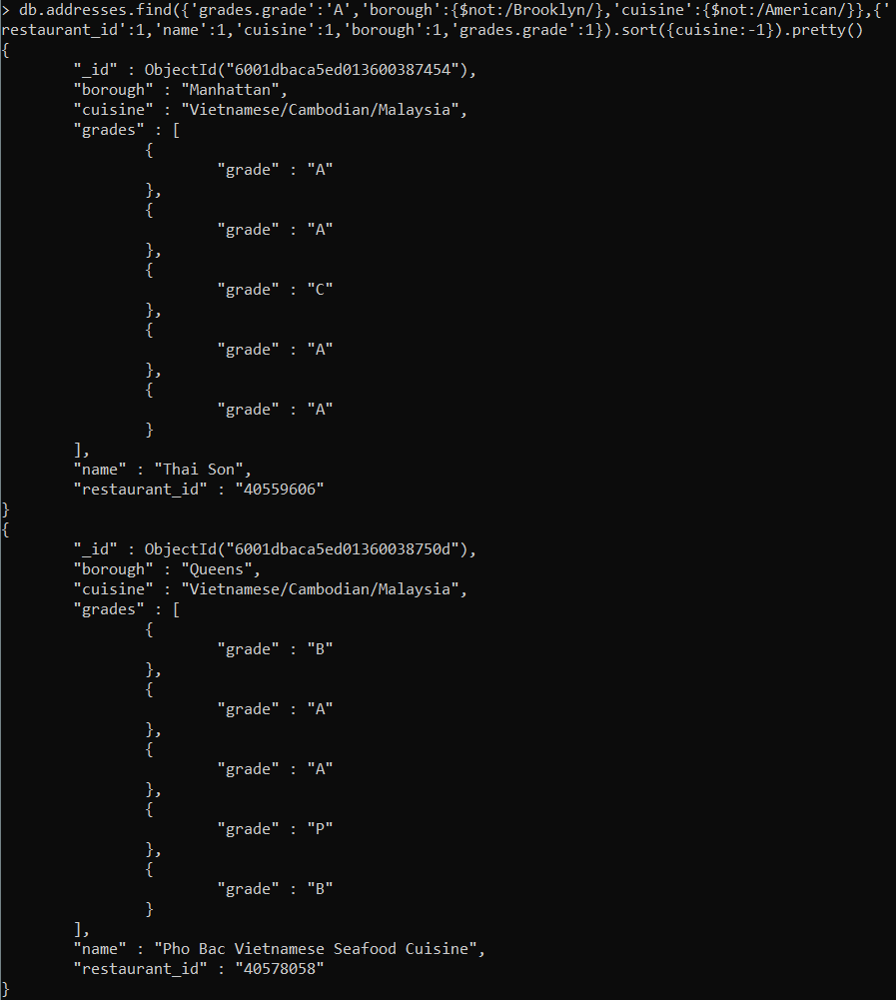 > db.addresses.find({'grades.grade':'A','borough':{$not:/Brooklyn/},'cuisine':{$not:/American/}},{'
restaurant_id':1,'name':1,'cuisine':1,'borough':1,'grades.grade':1}).sort({cuisine:-1}).pretty()
{
        "_id" : ObjectId("6001dbaca5ed013600387454"),
        "borough" : "Manhattan",
        "cuisine" : "Vietnamese/Cambodian/Malaysia",
        "grades" : [
                {
                        "grade" : "A"
                },
                {
                        "grade" : "A"
                },
                {
                        "grade" : "C"
                },
                {
                        "grade" : "A"
                },
                {
                        "grade" : "A"
                }
        ],
        "name" : "Thai Son",
        "restaurant_id" : "40559606"
}
{
        "_id" : ObjectId("6001dbaca5ed01360038750d"),
        "borough" : "Queens",
        "cuisine" : "Vietnamese/Cambodian/Malaysia",
        "grades" : [
                {
                        "grade" : "B"
                },
                {
                        "grade" : "A"
                },
                {
                        "grade" : "A"
                },
                {
                        "grade" : "P"
                },
                {
                        "grade" : "B"
                }
        ],
        "name" : "Pho Bac Vietnamese Seafood Cuisine",
        "restaurant_id" : "40578058"
}